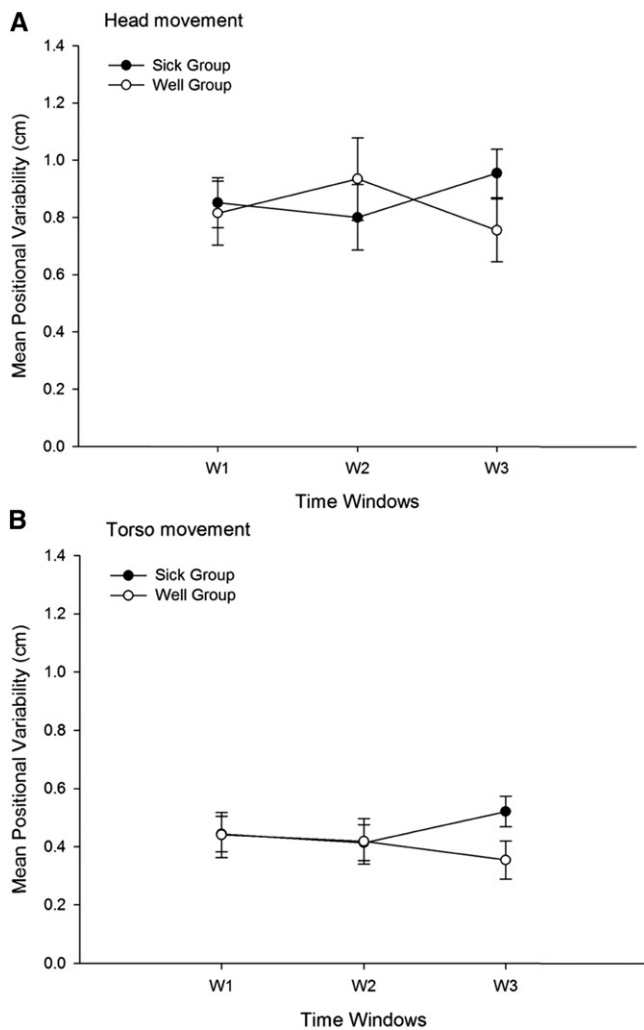 A
Head movement
Sick Group
Well Group
Mean Positional Variability (cm)
1.4
1.2
1.0
0.8
0.6
0.4
0.2
0.0
W1 W2 W3
Time Windows
B
Torso movement
Sick Group
Well Group
Mean Positional Variability (cm)
1.4
1.2
1.0
0.8
0.6
0.4
0.2
0.0
W1 W2 W3
Time Windows